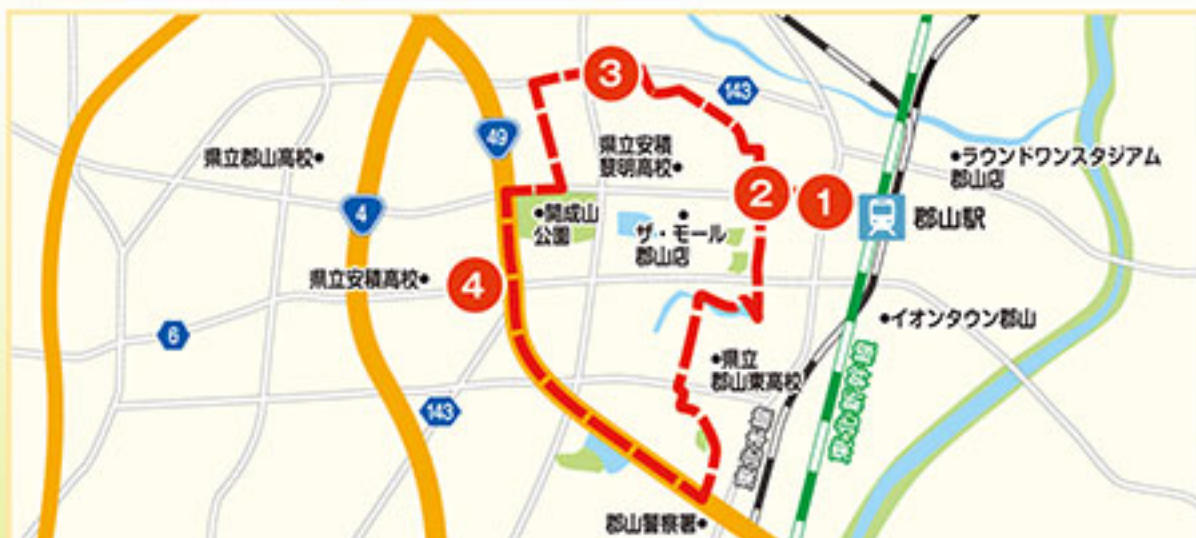 3
143
49
県立安積
黎明高校
ラウンドワンスタジアム
郡山店
県立郡山高校
2
1
4
開成山
公園
ザ・モール
郡山店
郡山駅
県立安積高校
4
イオンタウン郡山
6
県立
郡山東高校
143
東北本線
東北新幹線
郡山警察署